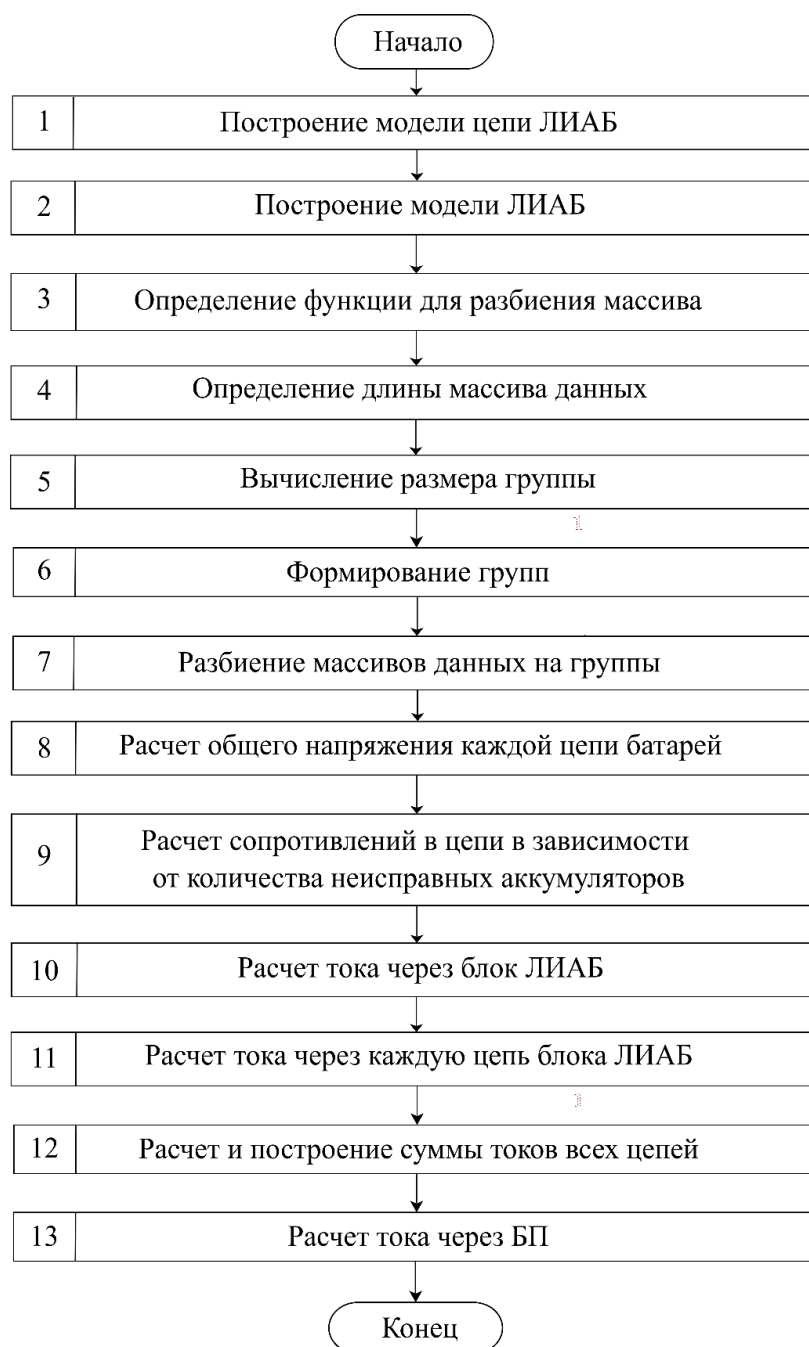 Начало
1
Построение модели цепи ЛИАБ
2
Построение модели ЛИАБ
3
Определение функции для разбиения массива
4
Определение длины массива данных
5
Вычисление размера группы
6
Формирование групп
7
Разбиение массивов данных на группы
8
Расчет общего напряжения каждой цепи батарей
9
Расчет сопротивлений в цепи в зависимости
от количества неисправных аккумуляторов
10
Расчет тока через блок ЛИАБ
11
Расчет тока через каждую цепь блока ЛИАБ
12
Расчет и построение суммы токов всех цепей
13
Расчет тока через БП
Конец